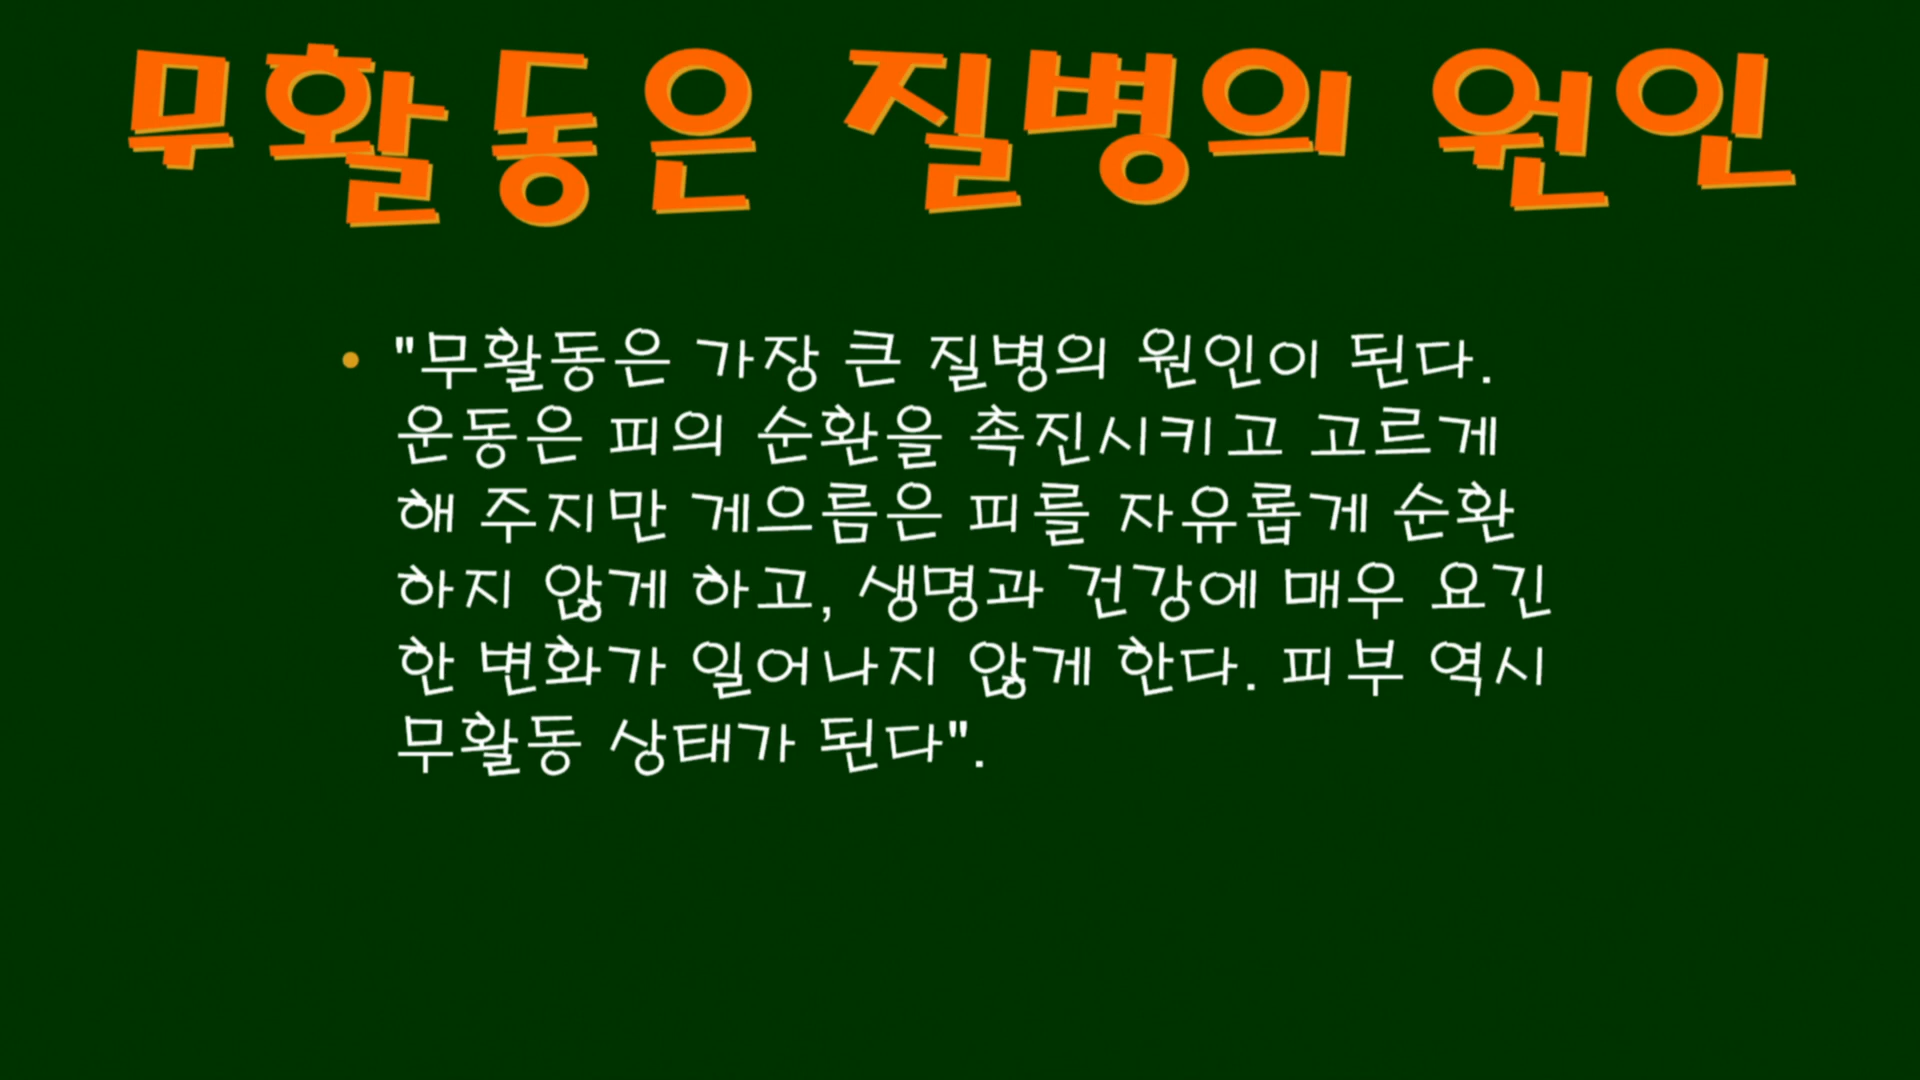 무활동은 질병의 원인
• "무활동은 가장 큰 질병의 원인이 된다.
운동은 피의 순환을 촉진시키고 고르게
해 주지만 게으름은 피를 자유롭게 순환
하지 않게 하고, 생명과 건강에 매우 요긴
한 변화가 일어나지 않게 한다. 피부 역시
무활동 상태가 된다".